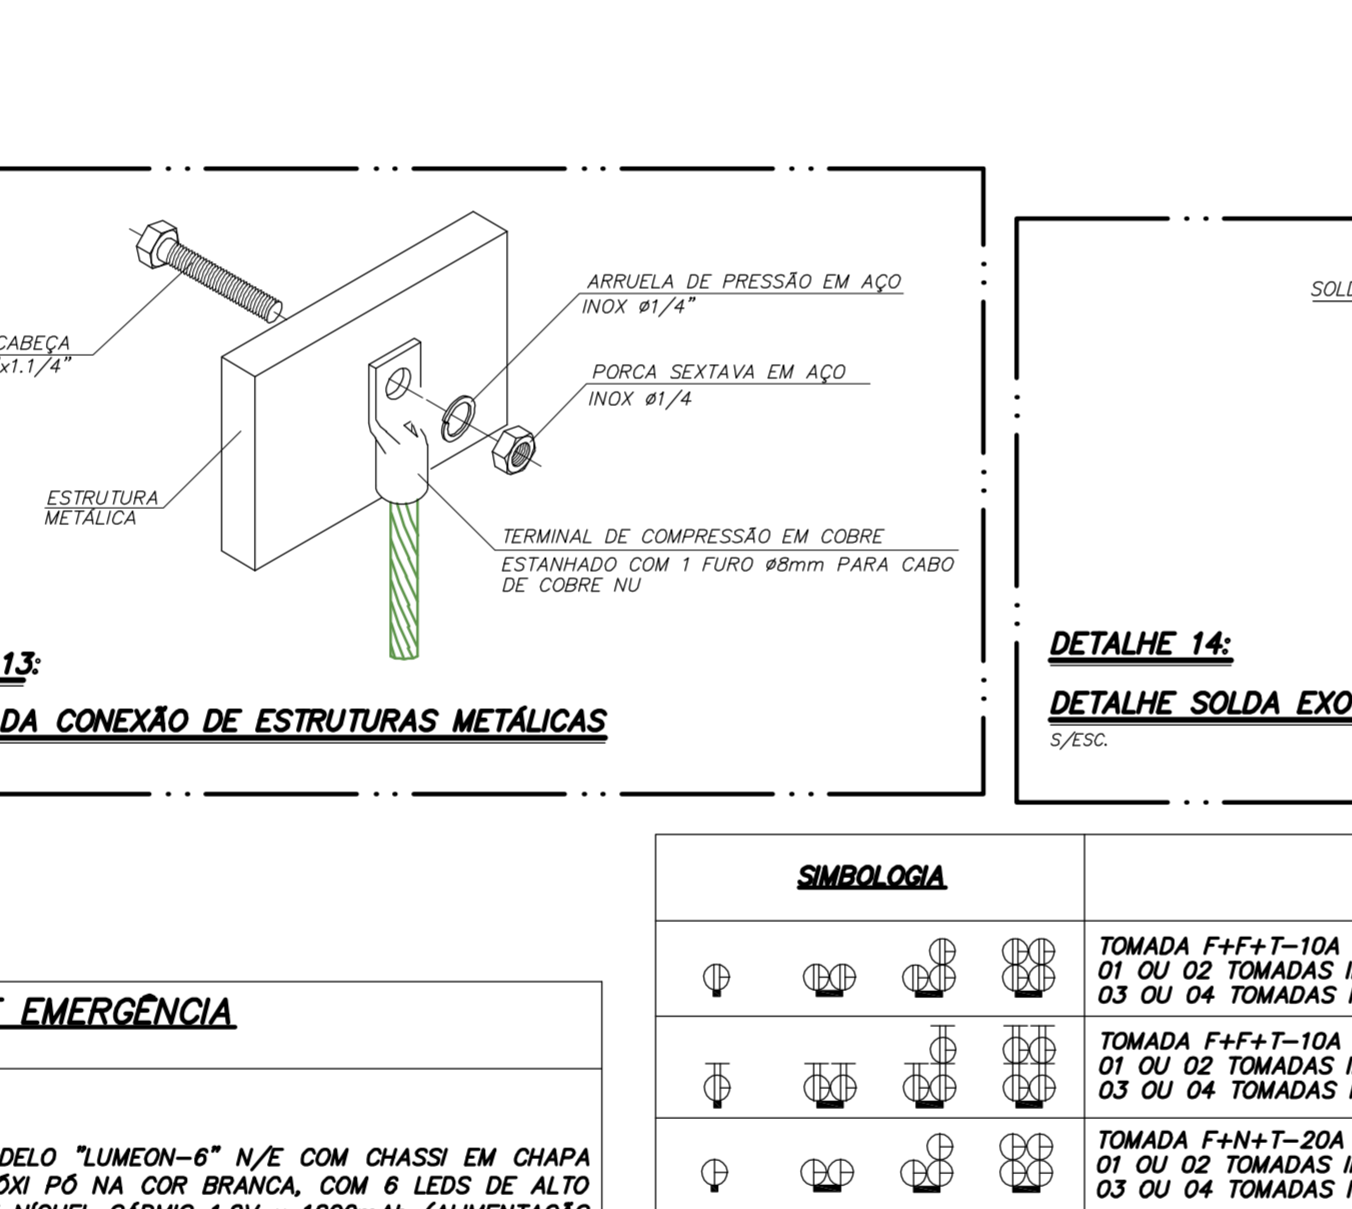 ARRUELA DE PRESSÃO EM AÇO
INOX ø1/4"
CABEÇA
x1.1/4"
PORCA SEXTAVA EM AÇO
INOX ø1/4
ESTRUTURA
METÁLICA
TERMINAL DE COMPRESSÃO EM COBRE
ESTANHADO COM 1 FURO ø8mm PARA CABO
DE COBRE NU
13:
DA CONEXÃO DE ESTRUTURAS METÁLICAS
SOLD
DETALHE 14:
DETALHE SOLDA EXO
S/ESC.
SIMBOLOGIA
TOMADA F+F+T-10A
01 OU 02 TOMADAS
03 OU 04 TOMADAS
TOMADA F+F+T-10A
01 OU 02 TOMADAS
03 OU 04 TOMADAS
TOMADA F+N+T-20A
01 OU 02 TOMADAS
03 OU 04 TOMADAS
EMERGÊNCIA
DELO "LUMEON-6" N/E COM CHASSI EM CHAPA
ÓXI PÓ NA COR BRANCA, COM 6 LEDS DE ALTO